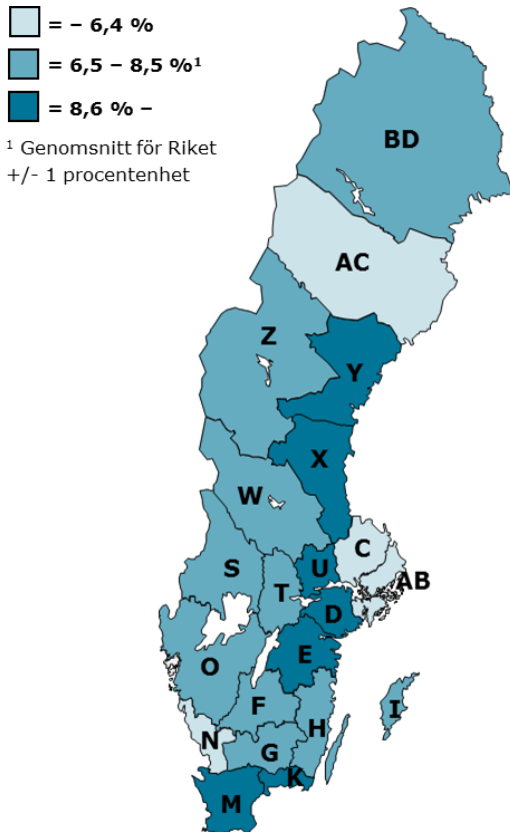 = – 6,4 %
= 6,5 – 8,5 %¹
= 8,6 % –
¹ Genomsnitt för Riket
+/- 1 procentenhet
BD
AC
Z
Y
X
W
C
U
AB
S
T
D
E
O
I
F
H
N
G
K
M